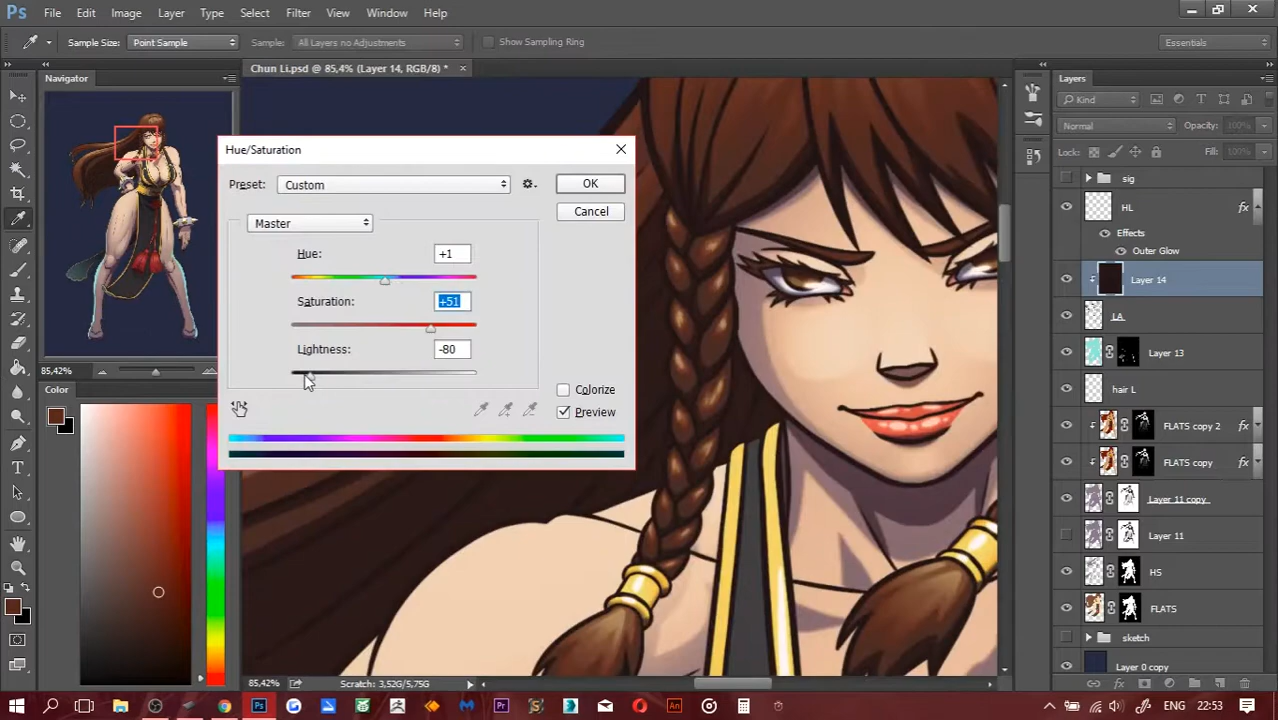 Ps File Edit Image Layer Type Select Filter View Window Help
Sample Size: Point Sample Sample: All Layers no Adjustments Show Sampling Ring Essentials
Navigator
Chun Li.psd @ 85,4% (Layer 14, RGB/8) *
Layers
Kind
Normal Opacity: 100%
Lock: Fill: 100%
Hue/Saturation
Preset: Custom OK
Cancel
Master
Hue: +1
Saturation: +51
Lightness: -80
Colorize
Preview
85,42%
Color
sig
HL fx
Effects
Outer Glow
Layer 14
LA
Layer 13
hair L
FLATS copy 2
FLATS copy fx
Layer 11 copy
Layer 11
HS
FLATS
sketch
Layer 0 copy
85,42% Scratch: 3,52G/5,75G
fx
Pr An ENG 22:53